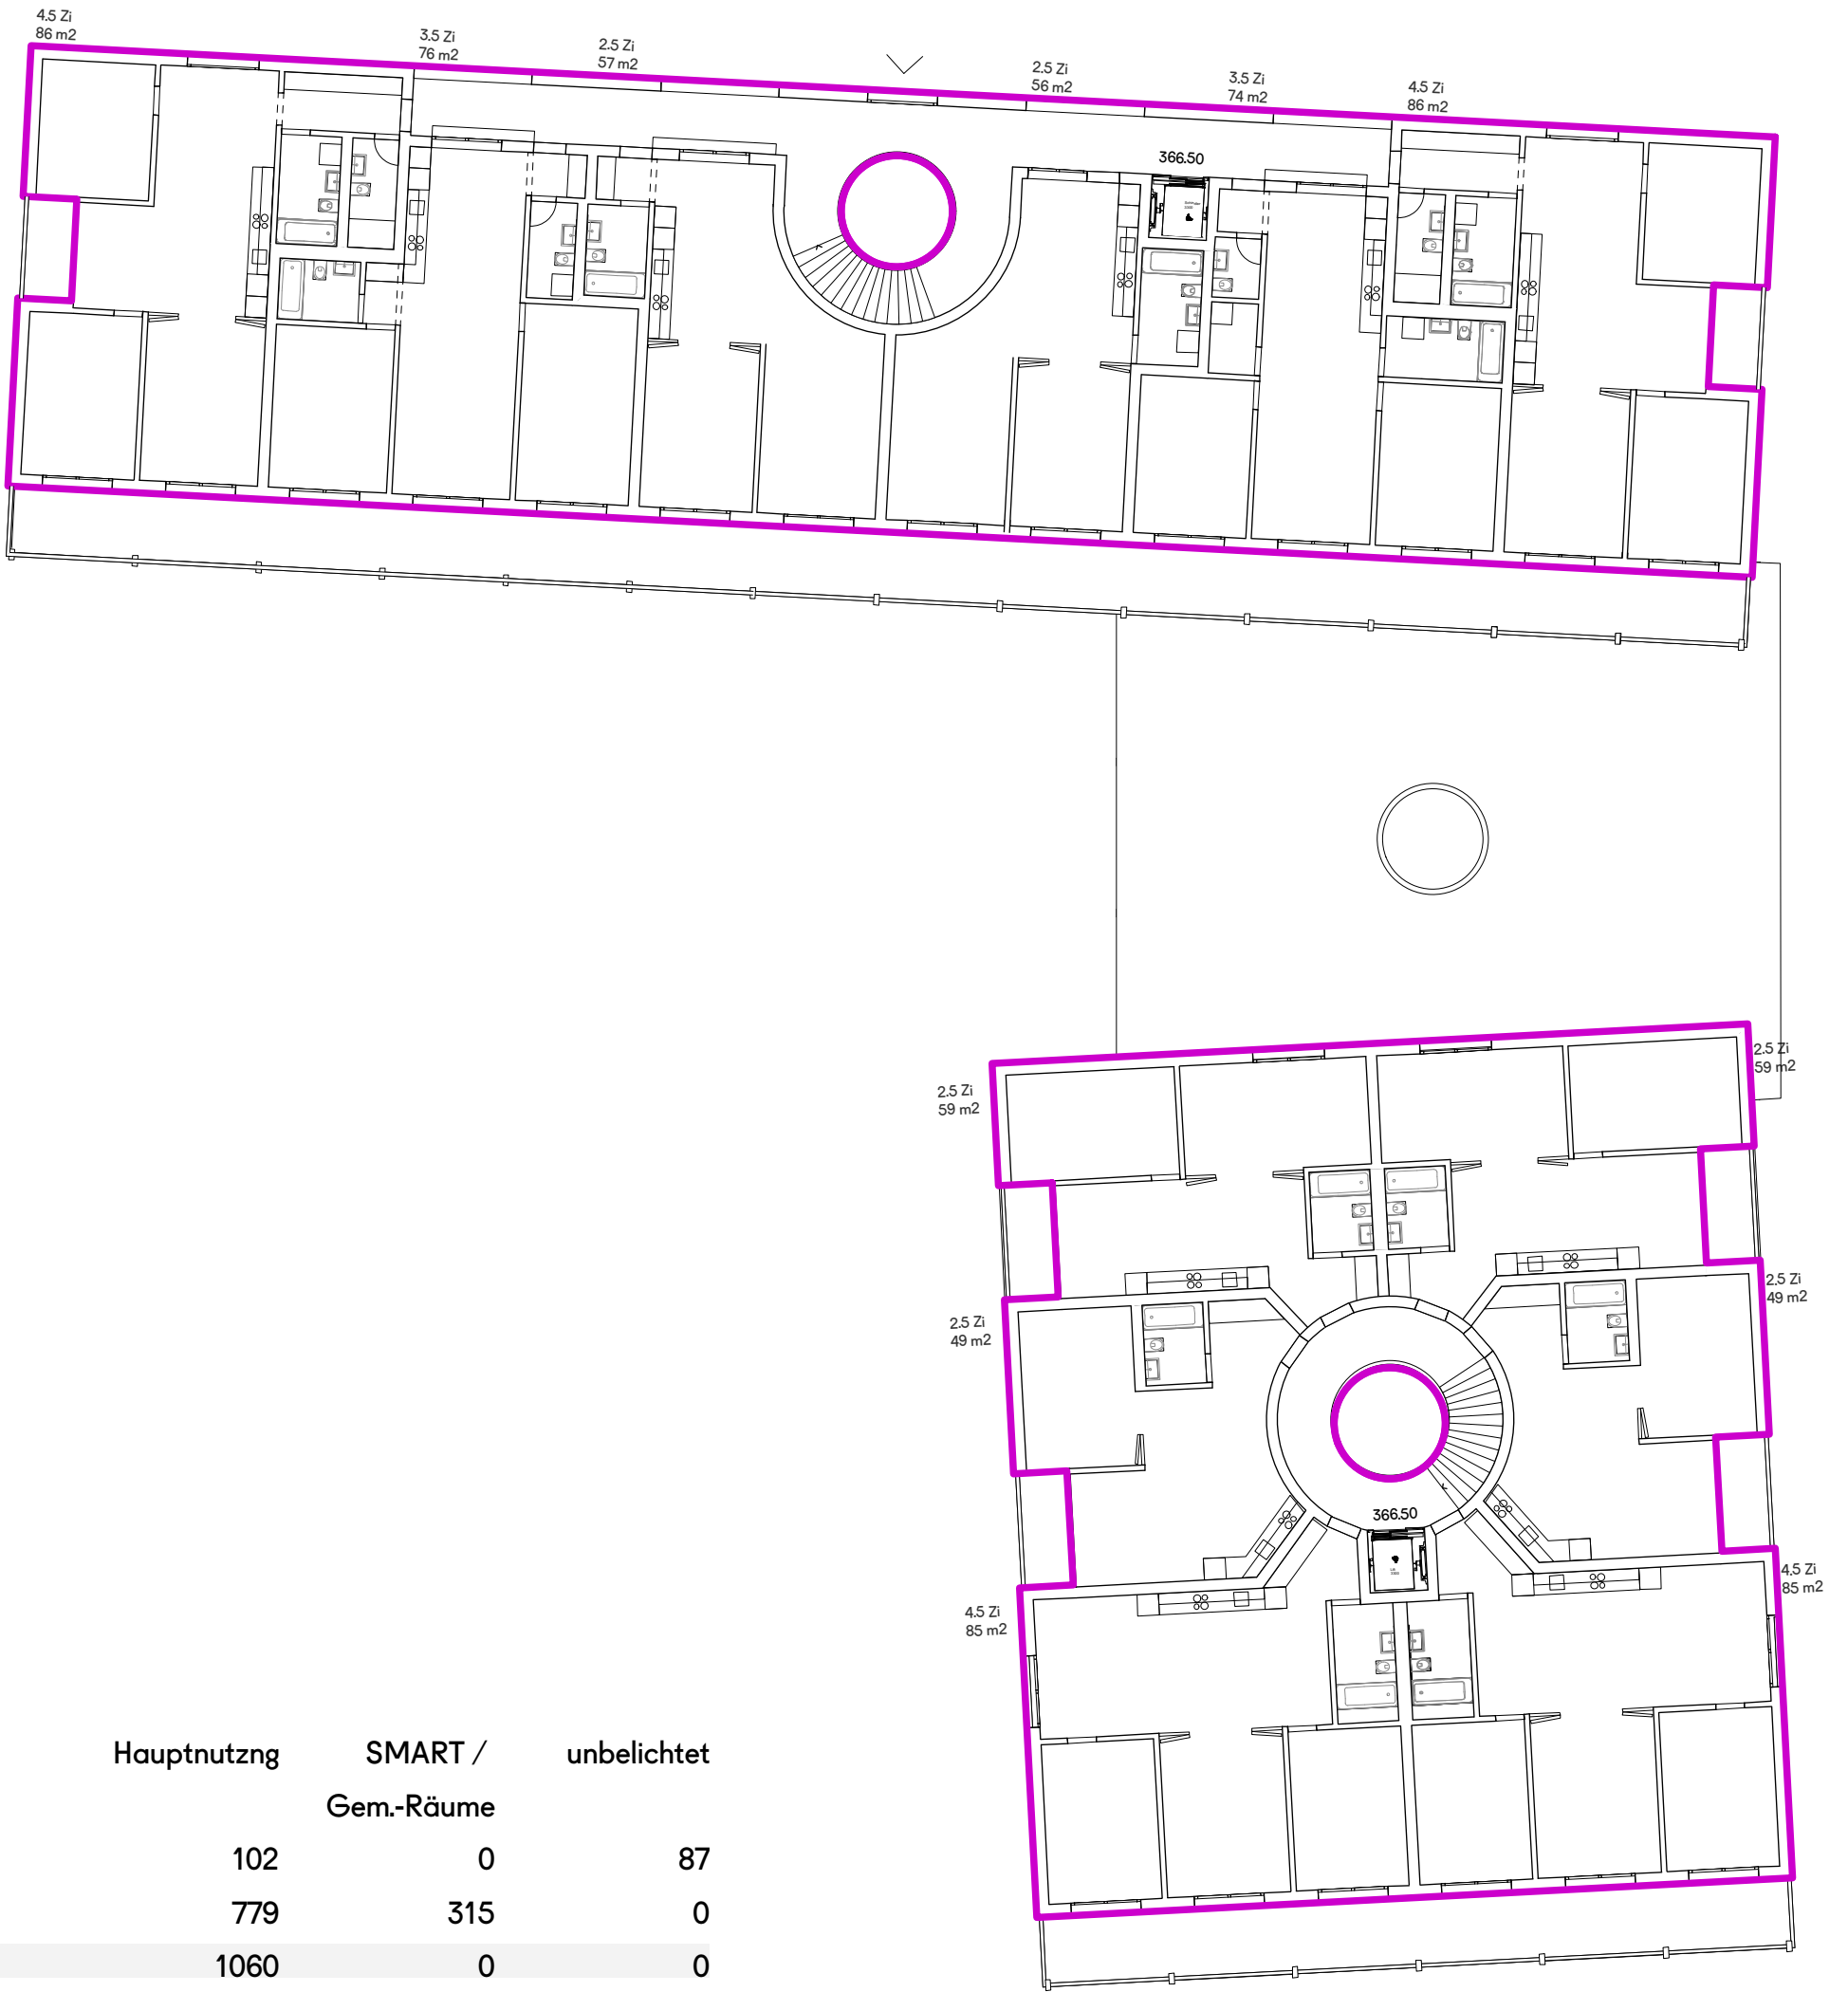 4.5 Zi
86 m2
3.5 Zi
76 m2
2.5 Zi
57 m2
2.5 Zi
56 m2
3.5 Zi
74 m2
4.5 Zi
86 m2
366.50
2.5 Zi
59 m2
2.5 Zi
59 m2
2.5 Zi
49 m2
2.5 Zi
49 m2
366.50
4.5 Zi
85 m2
4.5 Zi
85 m2
Hauptnutzng SMART / unbelichtet
Gem.-Räume
102 0 87
779 315 0
1060 0 0